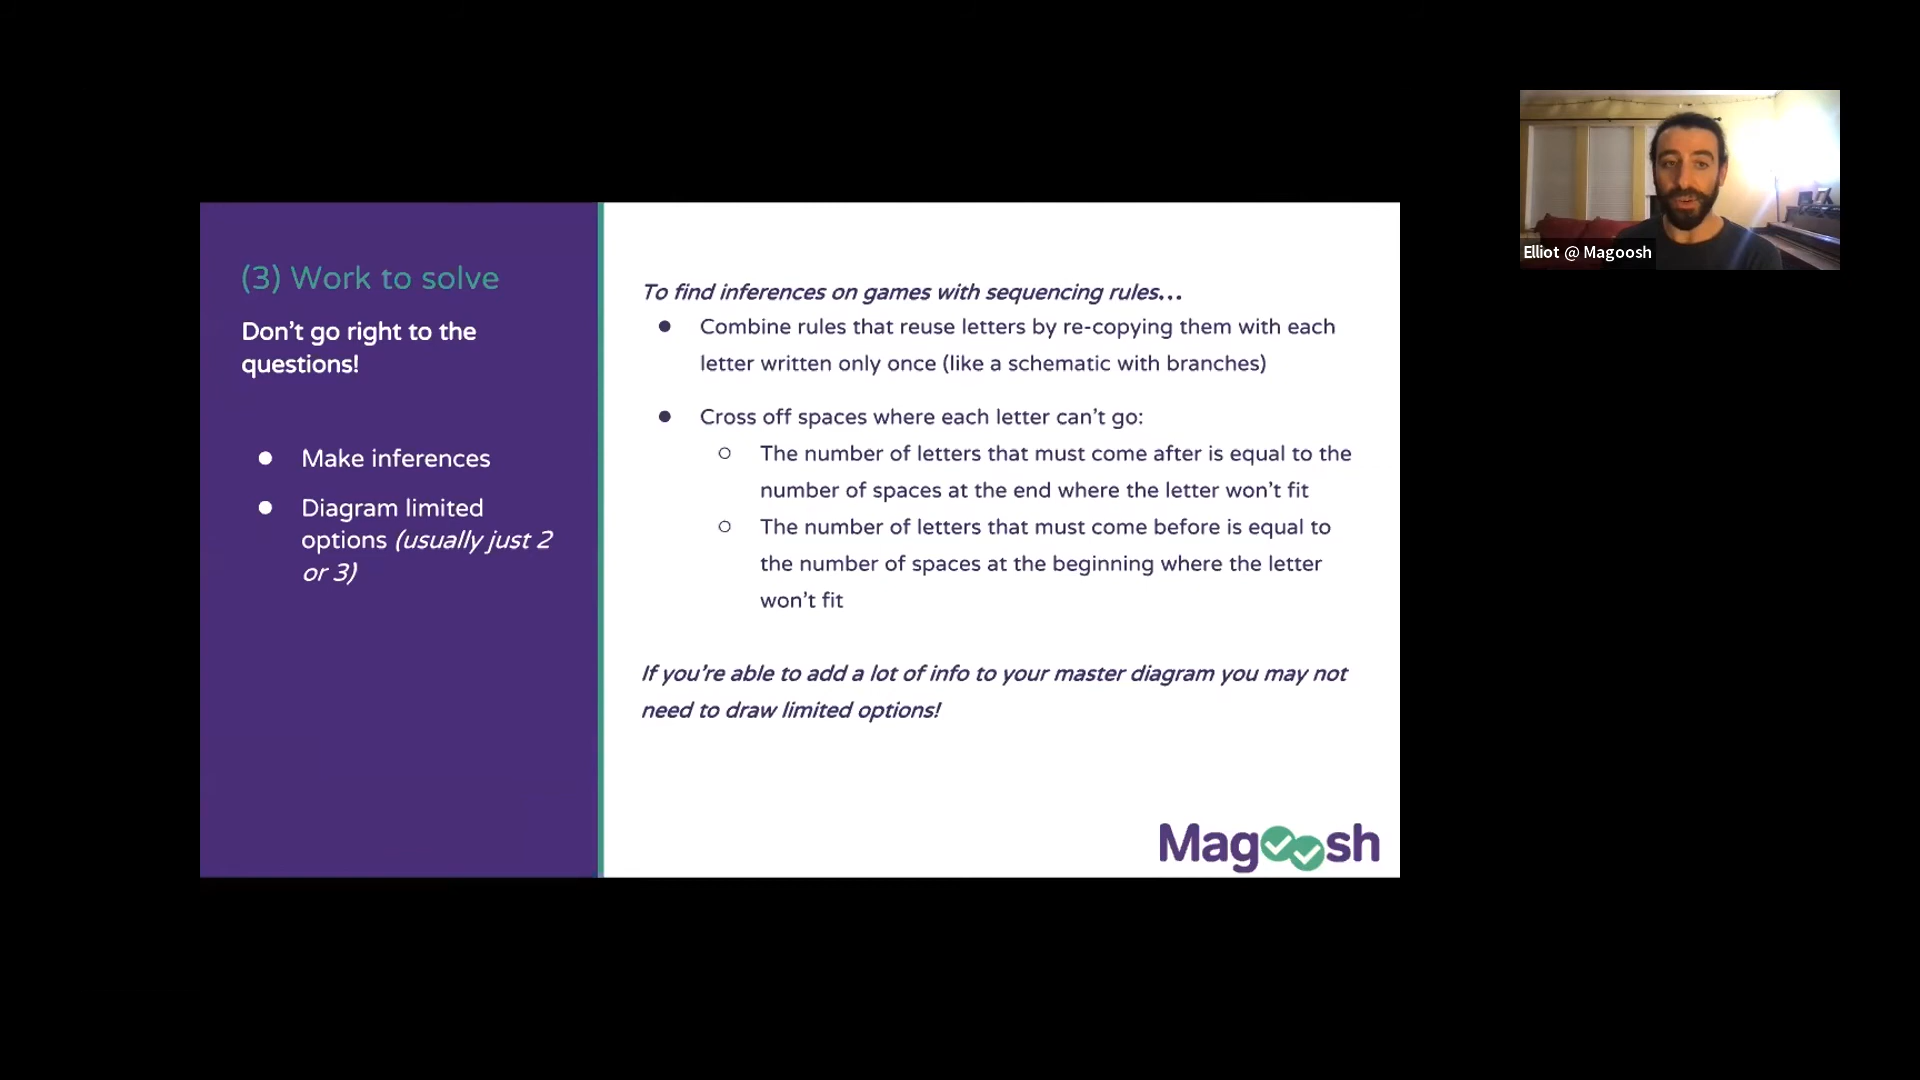 (3) Work to solve
Don't go right to the
questions!
● Make inferences
● Diagram limited
options (usually just 2
or 3)
To find inferences on games with sequencing rules...
● Combine rules that reuse letters by re-copying them with each
letter written only once (like a schematic with branches)
● Cross off spaces where each letter can't go:
○ The number of letters that must come after is equal to the
number of spaces at the end where the letter won't fit
○ The number of letters that must come before is equal to
the number of spaces at the beginning where the letter
won't fit
If you're able to add a lot of info to your master diagram you may not
need to draw limited options!
Magoosh
Elliot @ Magoosh